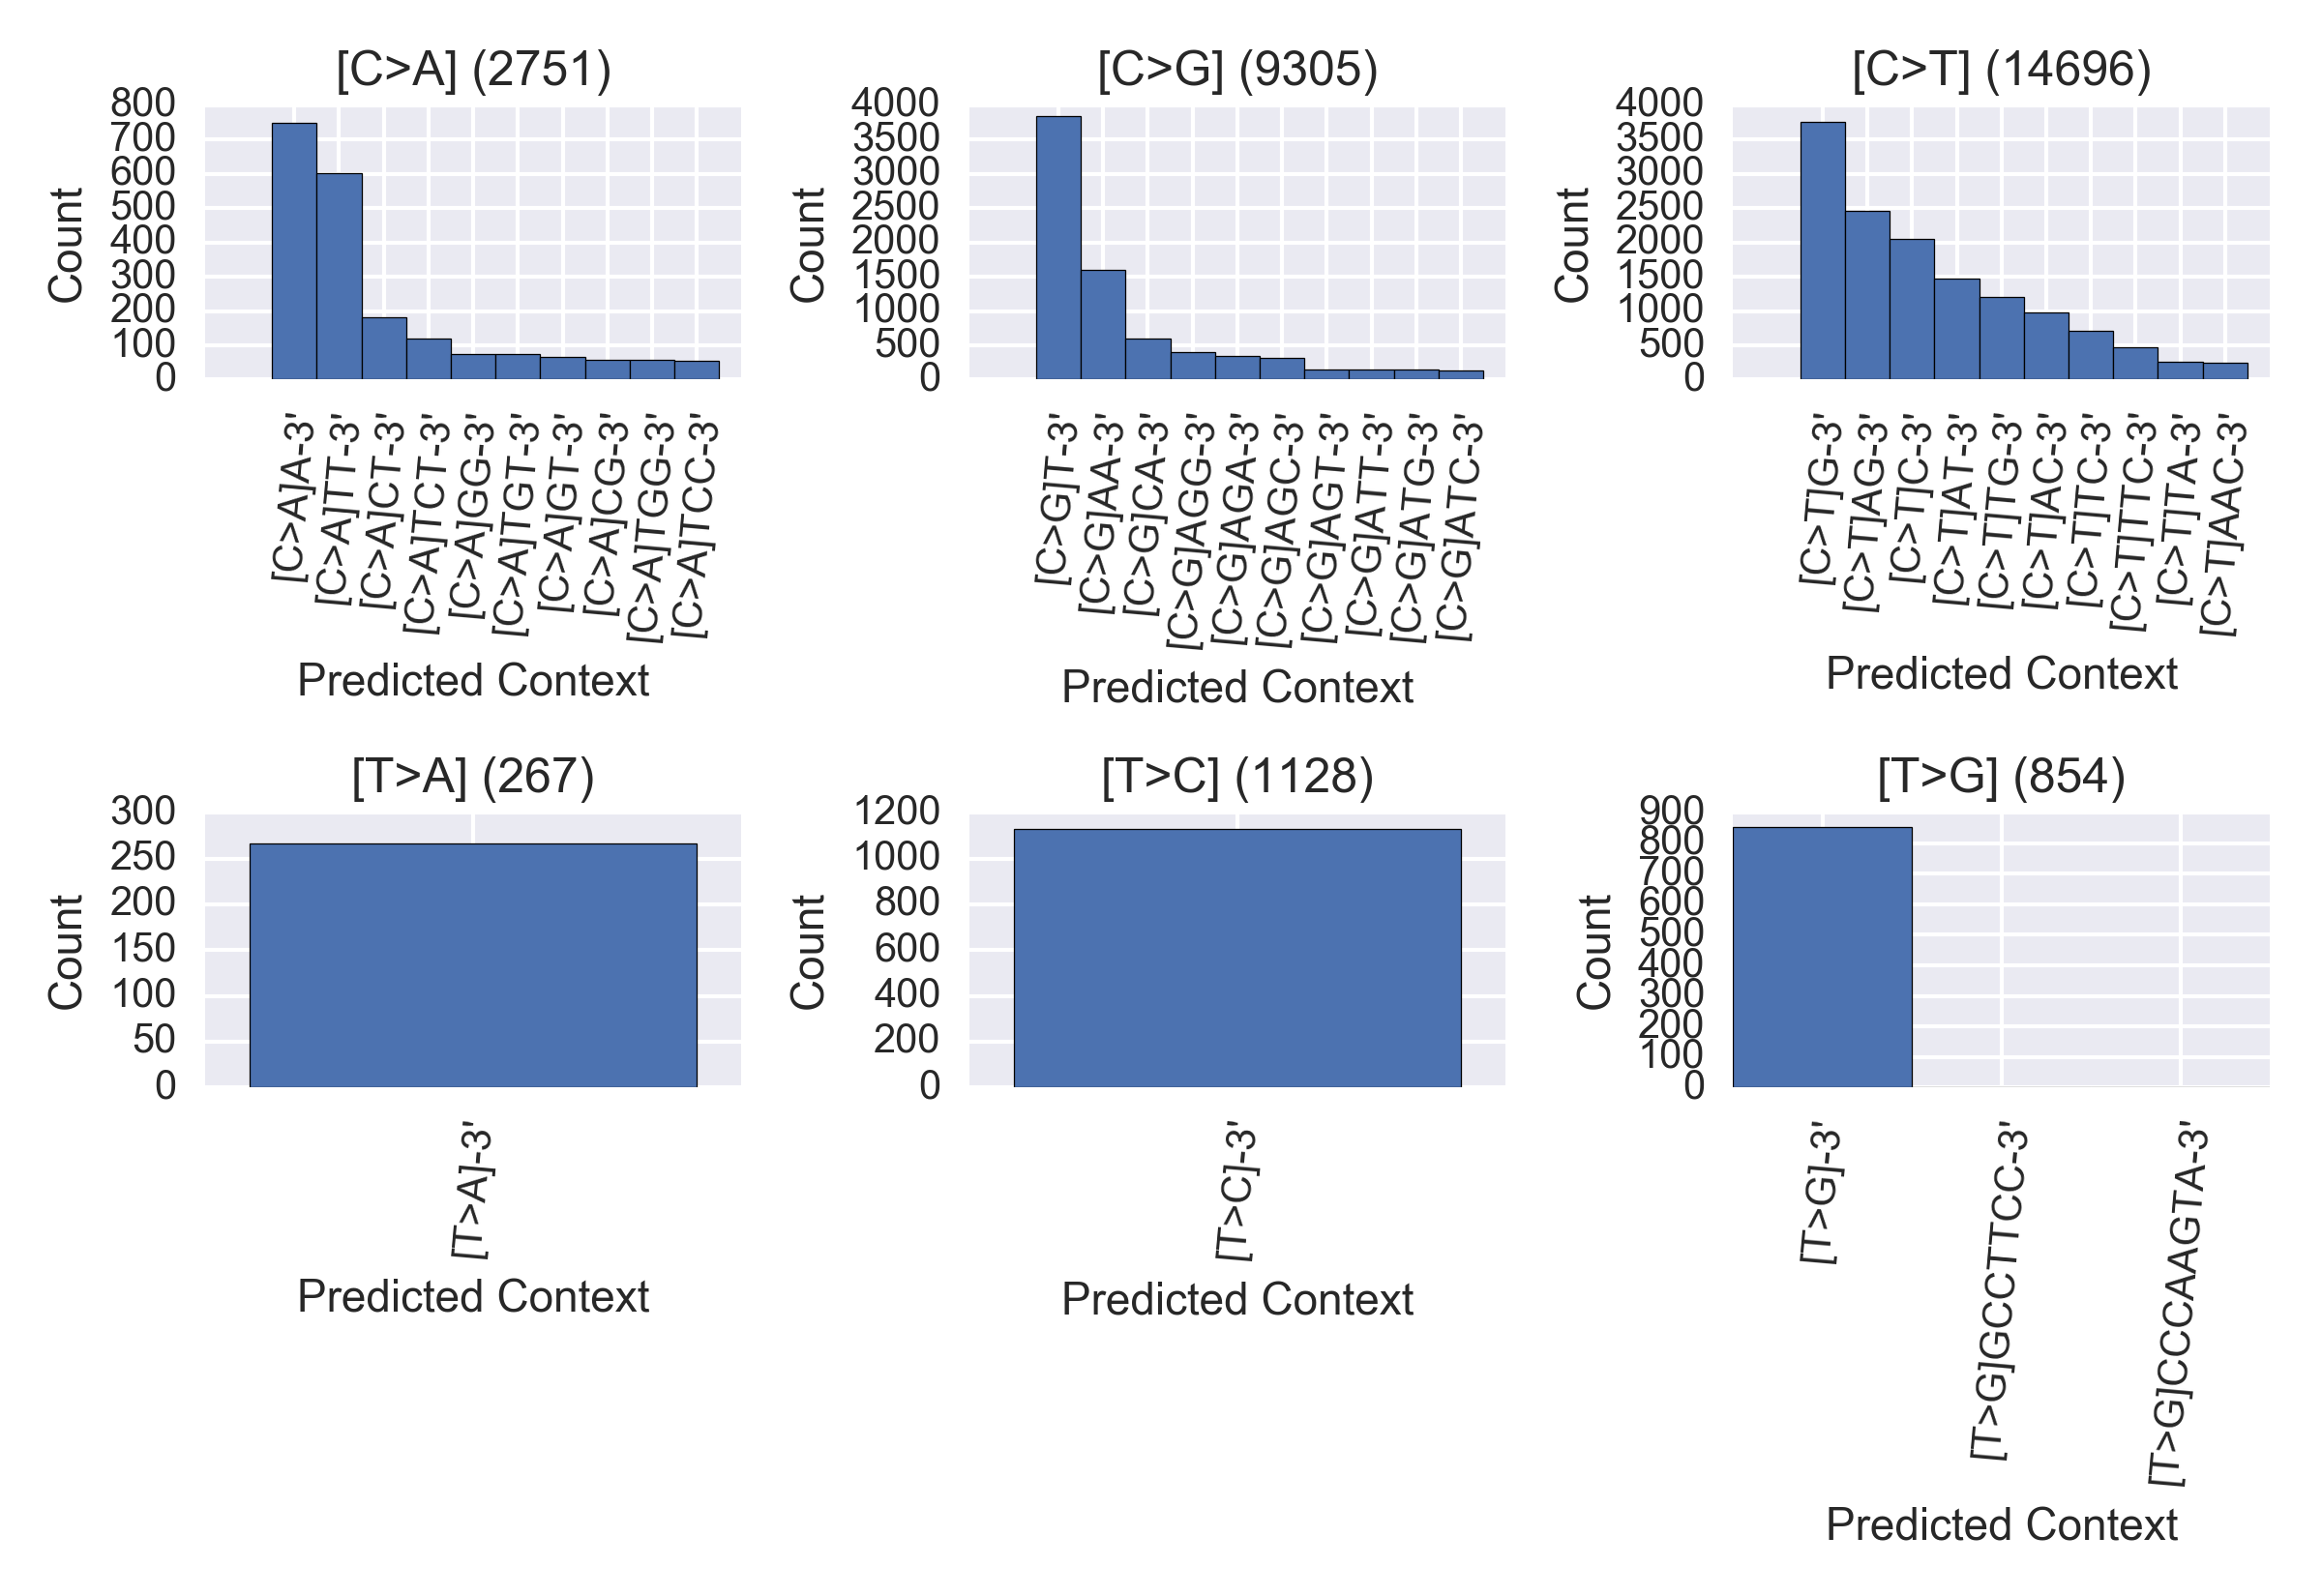 [C>A] (2751)
800
700
600
500
400
300
200
100
0
Count
[C>A]A-3'
[C>A]TT-3'
[C>A]CT-3'
[C>A]TCT-3'
[C>A]GG-3'
[C>A]TGT-3'
[C>A]GT-3'
[C>A]CG-3'
[C>A]TGG-3'
[C>A]TCC-3'
Predicted Context
[C>G] (9305)
4000
3500
3000
2500
2000
1500
1000
500
0
Count
[C>G]T-3'
[C>G]AA-3'
[C>G]CA-3'
[C>G]AGG-3'
[C>G]AGA-3'
[C>G]AGC-3'
[C>G]AGT-3'
[C>G]ATT-3'
[C>G]ATG-3'
[C>G]ATC-3'
Predicted Context
[C>T] (14696)
4000
3500
3000
2500
2000
1500
1000
500
0
Count
[C>T]G-3'
[C>T]AG-3'
[C>T]C-3'
[C>T]AT-3'
[C>T]TG-3'
[C>T]AC-3'
[C>T]TC-3'
[C>T]TTC-3'
[C>T]TA-3'
[C>T]AAC-3'
Predicted Context
[T>A] (267)
300
250
200
150
100
50
0
Count
[T>A]-3'
Predicted Context
[T>C] (1128)
1200
1000
800
600
400
200
0
Count
[T>C]-3'
Predicted Context
[T>G] (854)
900
800
700
600
500
400
300
200
100
0
Count
[T>G]-3'
[T>G]GCCTTCC-3'
[T>G]CCCAAGTA-3'
Predicted Context